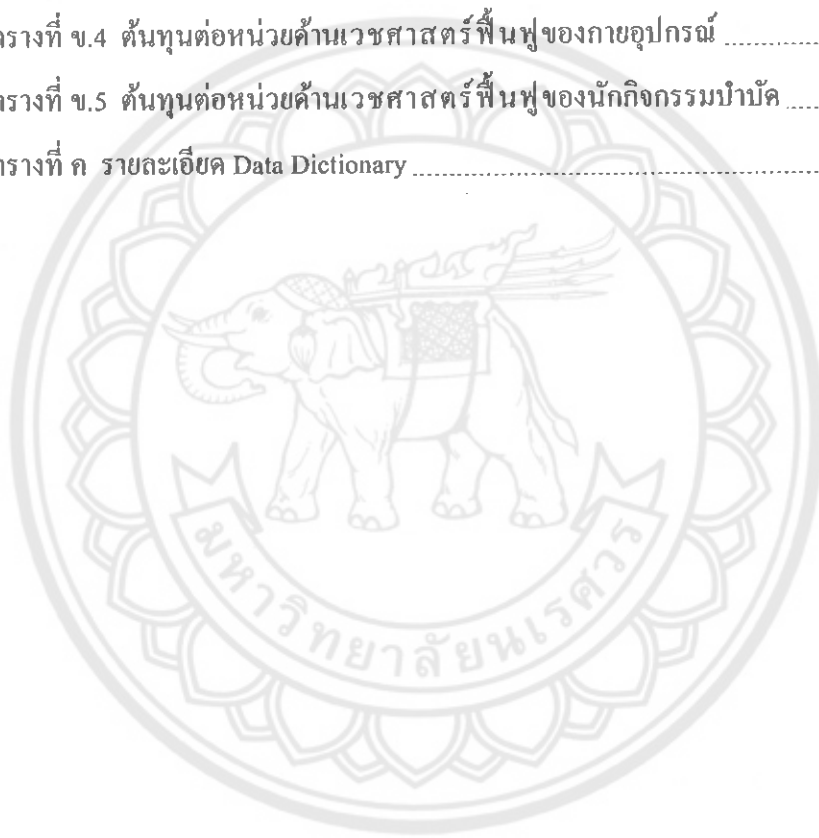 ตารางที่ ข.4 ต้นทุนต่อหน่วยด้านเวชศาสตร์ฟื้นฟูของกายอุปกรณ์ ..............
ตารางที่ ข.5 ต้นทุนต่อหน่วยด้านเวชศาสตร์ฟื้นฟูของนักกิจกรรมบำบัด .....
ตารางที่ ค รายละเอียด Data Dictionary ..............................................................
มหาวิทยาลัยนเรศวร